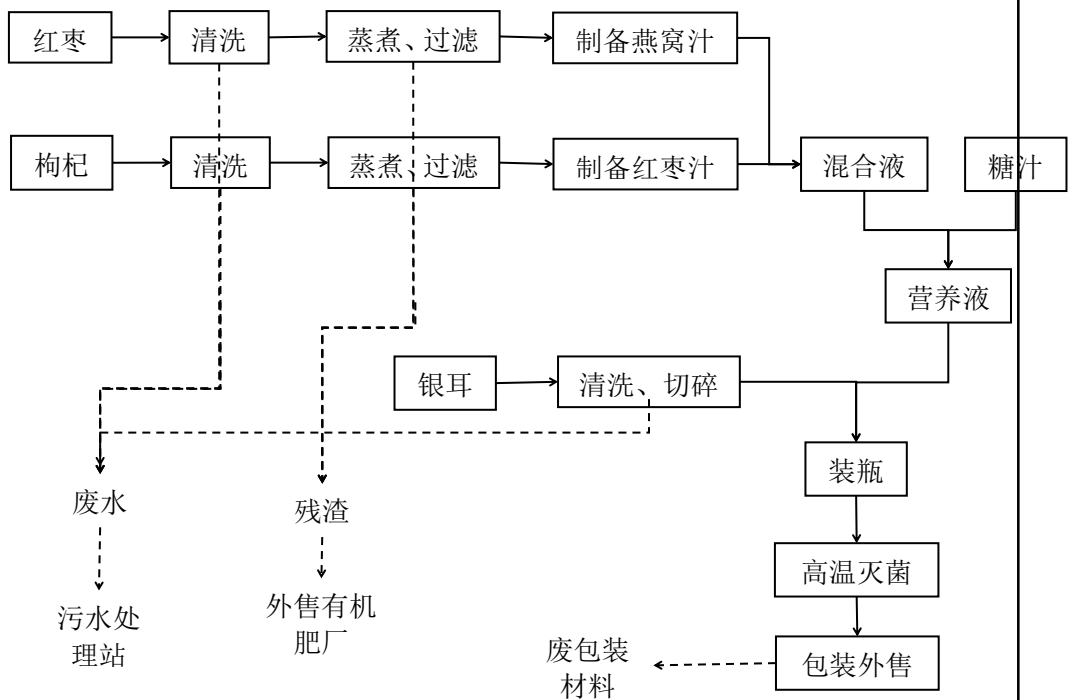 红枣
清洗
蒸煮、过滤
制备燕窝汁
枸杞
清洗
蒸煮、过滤
制备红枣汁
混合液
糖汁
营养液
银耳
清洗、切碎
装瓶
废水
残渣
高温灭菌
污水处
理站
外售有机
肥厂
废包装
材料
包装外售